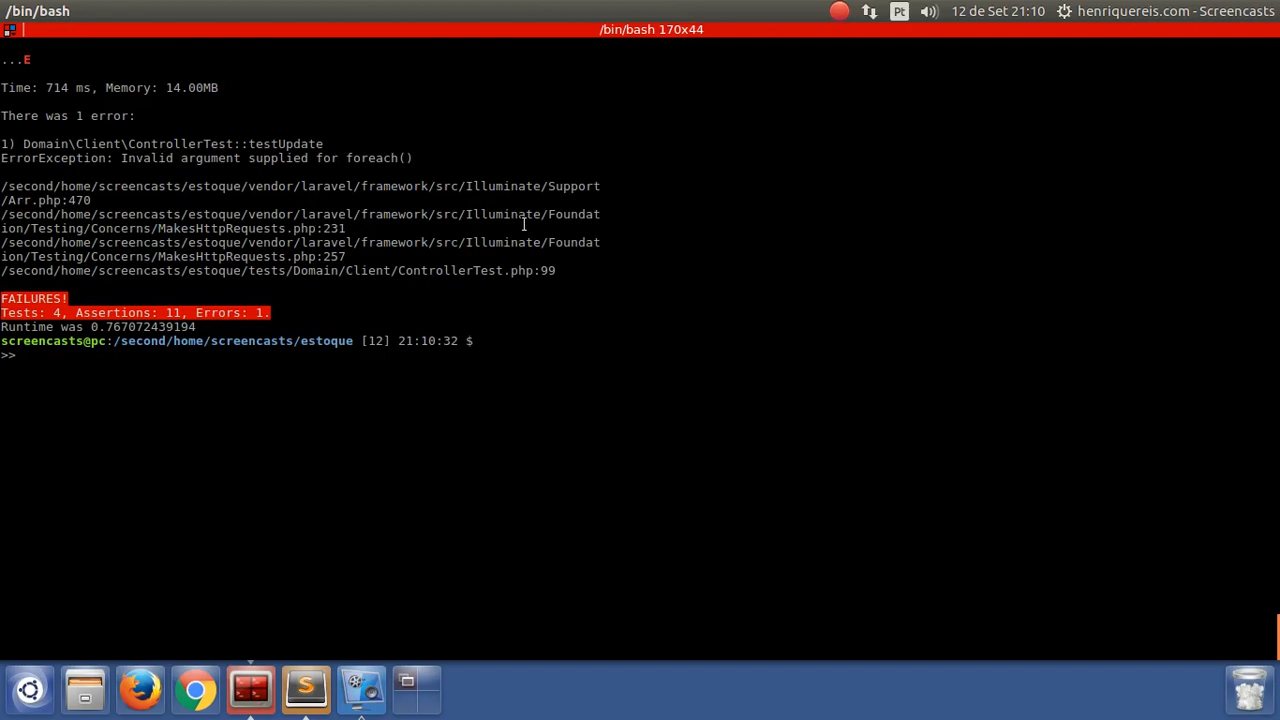 /bin/bash
Pt
12 de Set 21:10
henriquereis.com - Screencasts
/bin/bash 170x44
...E
Time: 714 ms, Memory: 14.00MB
There was 1 error:
1) Domain\Client\ControllerTest::testUpdate
ErrorException: Invalid argument supplied for foreach()
/second/home/screencasts/estoque/vendor/laravel/framework/src/Illuminate/Support
/Arr.php:470
/second/home/screencasts/estoque/vendor/laravel/framework/src/Illuminate/Foundat
ion/Testing/Concerns/MakesHttpRequests.php:231
/second/home/screencasts/estoque/vendor/laravel/framework/src/Illuminate/Foundat
ion/Testing/Concerns/MakesHttpRequests.php:257
/second/home/screencasts/estoque/tests/Domain/Client/ControllerTest.php:99
FAILURES!
Tests: 4, Assertions: 11, Errors: 1.
Runtime was 0.767072439194
screencasts@pc:/second/home/screencasts/estoque [12] 21:10:32 $
>>
S